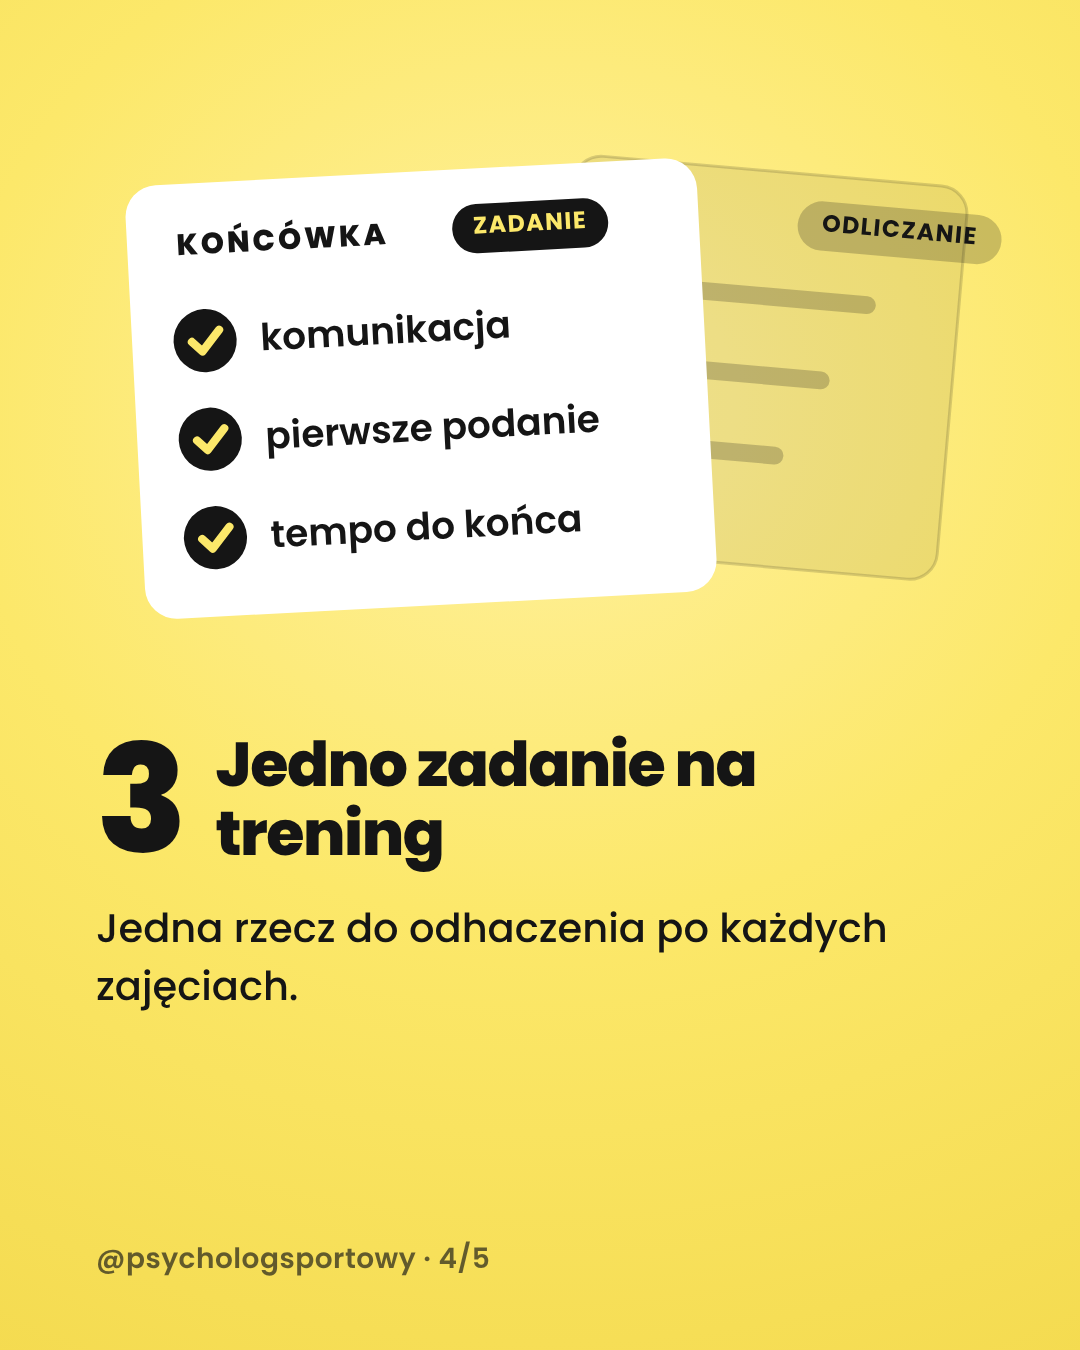 KOŃCÓWKA
ZADANIE
ODLICZANIE
komunikacja
pierwsze podanie
tempo do końca
3
Jedno zadanie na
trening
Jedna rzecz do odhaczenia po każdych
zajęciach.
@psychologsportowy · 4/5